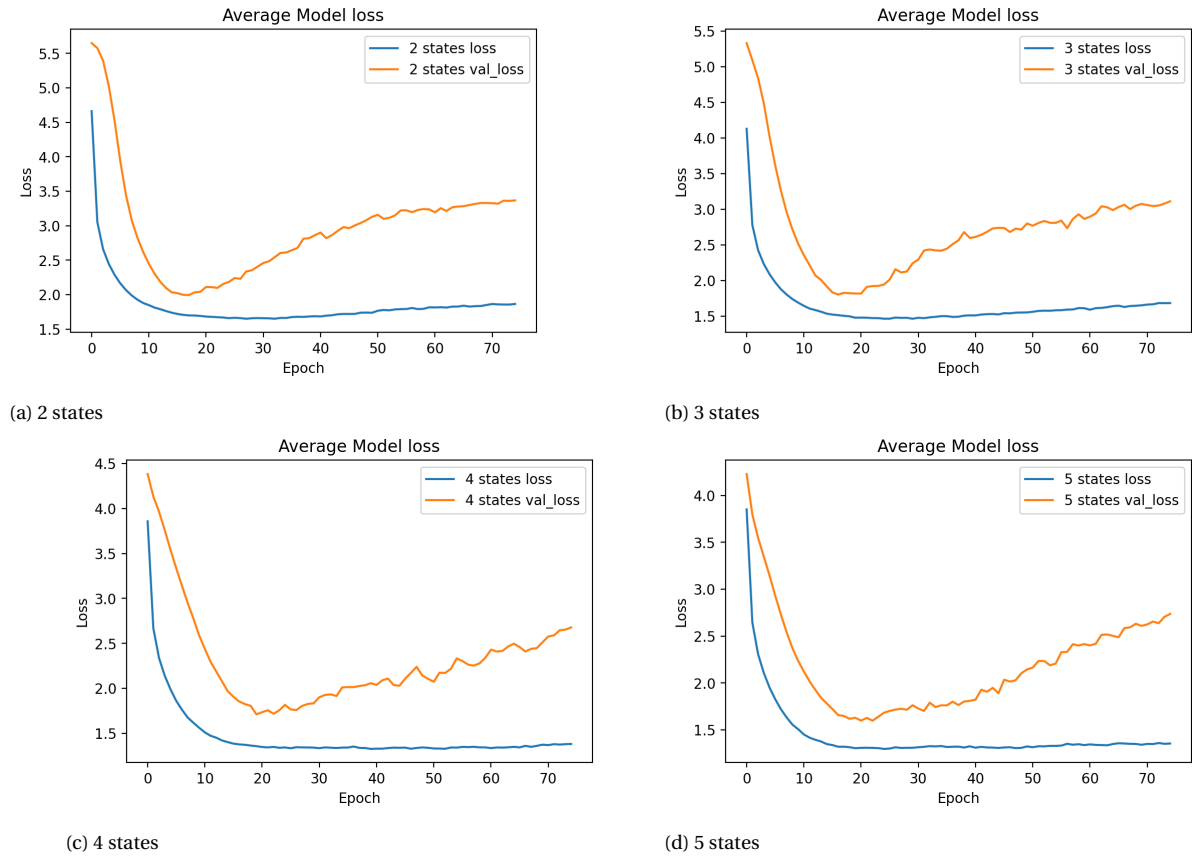 Average Model loss
2 states loss
2 states val_loss
Loss
5.5
5.0
4.5
4.0
3.5
3.0
2.5
2.0
1.5
0 10 20 30 40 50 60 70
Epoch
(a) 2 states
Average Model loss
3 states loss
3 states val_loss
Loss
5.5
5.0
4.5
4.0
3.5
3.0
2.5
2.0
1.5
0 10 20 30 40 50 60 70
Epoch
(b) 3 states
Average Model loss
4 states loss
4 states val_loss
Loss
4.5
4.0
3.5
3.0
2.5
2.0
1.5
0 10 20 30 40 50 60 70
Epoch
(c) 4 states
Average Model loss
5 states loss
5 states val_loss
Loss
4.0
3.5
3.0
2.5
2.0
1.5
0 10 20 30 40 50 60 70
Epoch
(d) 5 states